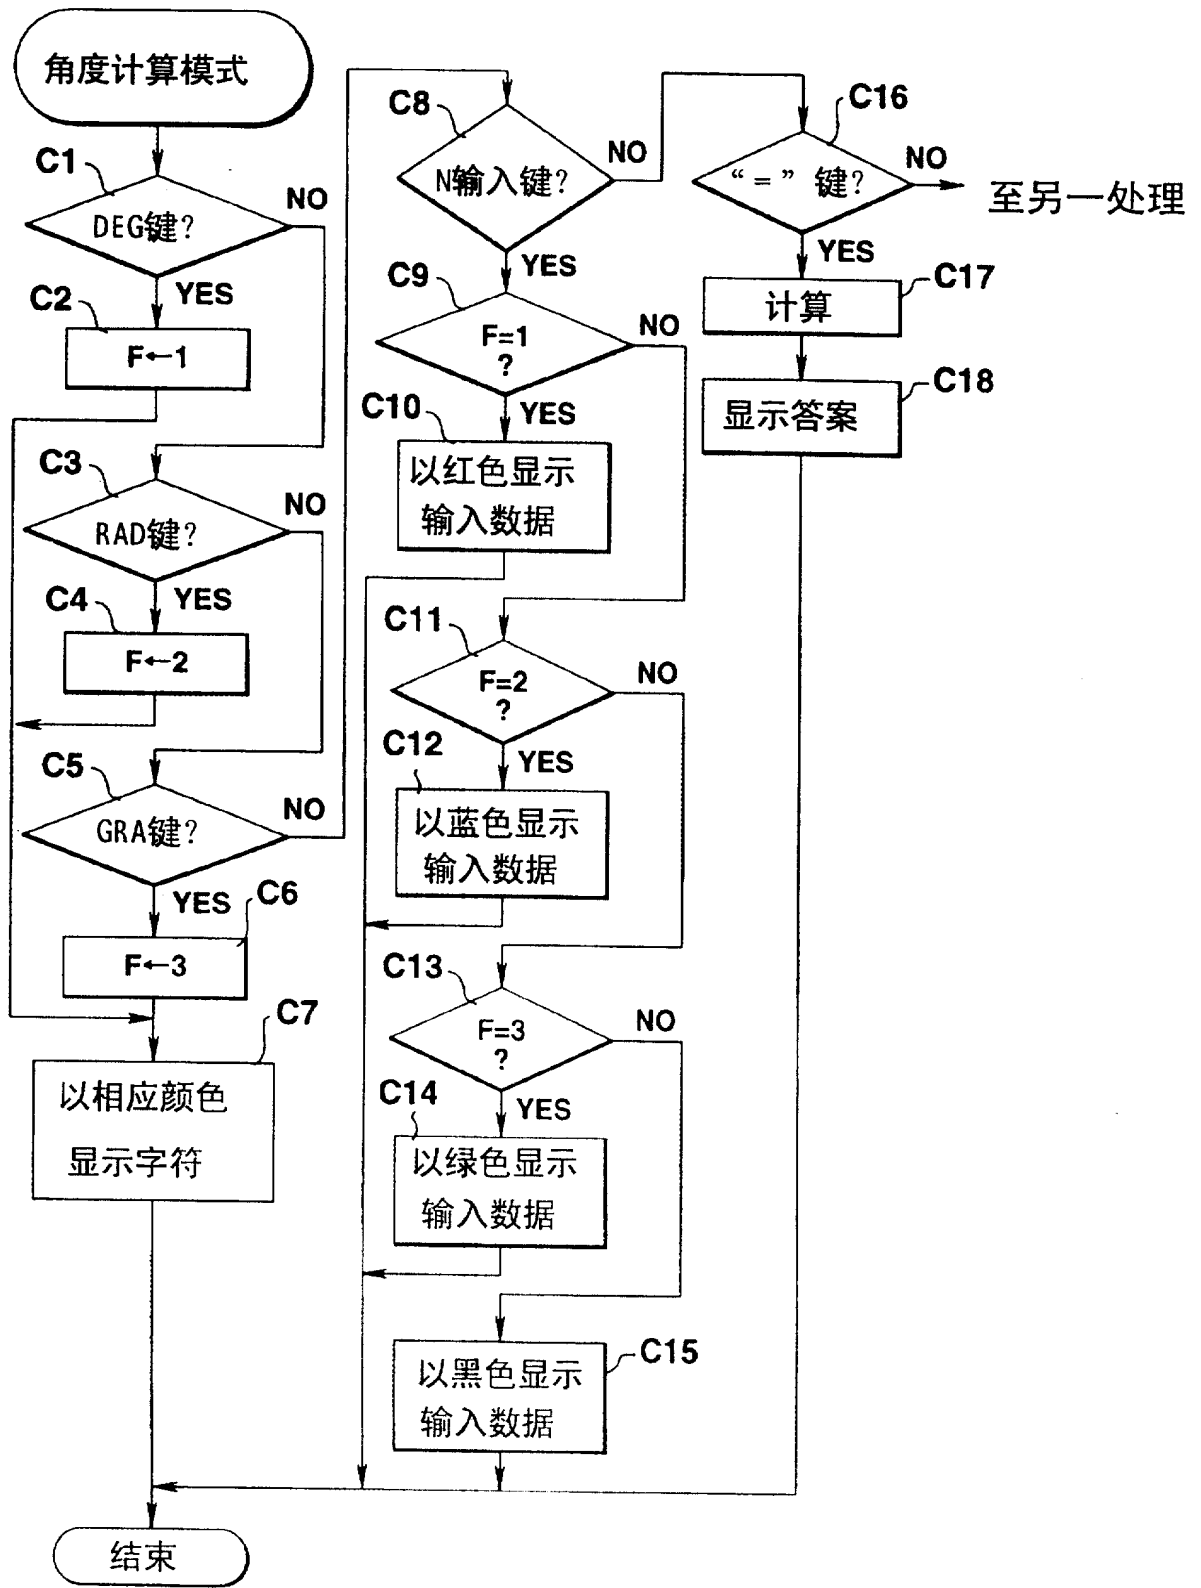 角度计算模式
C1
DEG键?
NO
YES
C2
F←1
C3
RAD键?
NO
YES
C4
F←2
C5
GRA键?
NO
YES
C6
F←3
C7
以相应颜色
显示字符
结束
C8
N输入键?
NO
YES
C9
F=1
?
NO
YES
C10
以红色显示
输入数据
C11
F=2
?
NO
YES
C12
以蓝色显示
输入数据
C13
F=3
?
NO
YES
C14
以绿色显示
输入数据
C15
以黑色显示
输入数据
C16
“=” 键?
NO
至另一处理
YES
C17
计算
C18
显示答案